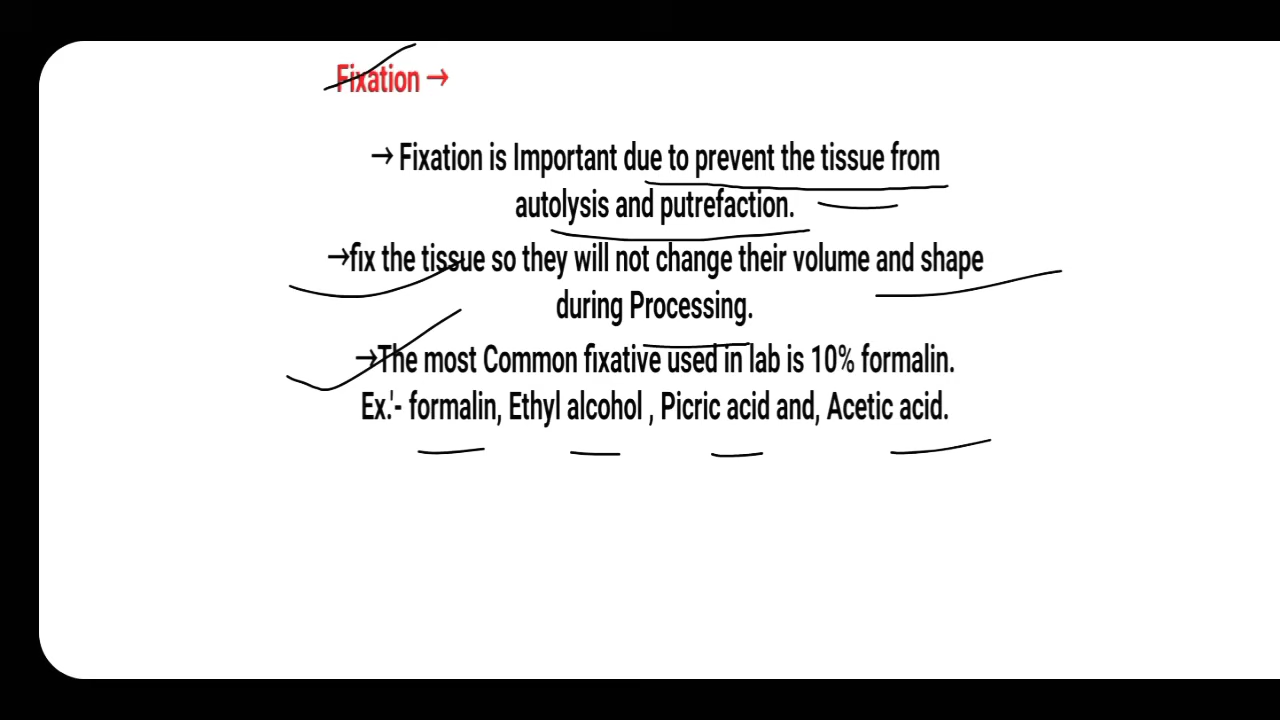 Fixation →
→ Fixation is Important due to prevent the tissue from
autolysis and putrefaction.
→fix the tissue so they will not change their volume and shape
during Processing.
→The most Common fixative used in lab is 10% formalin.
Ex.'- formalin, Ethyl alcohol , Picric acid and, Acetic acid.